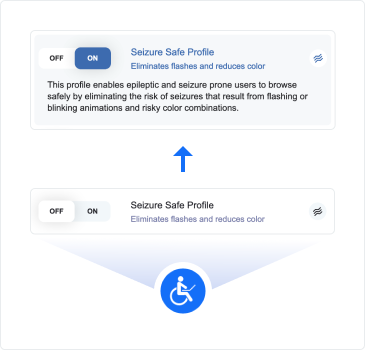 OFF ON Seizure Safe Profile
Eliminates flashes and reduces color
This profile enables epileptic and seizure prone users to browse
safely by eliminating the risk of seizures that result from flashing or
blinking animations and risky color combinations.
OFF ON Seizure Safe Profile
Eliminates flashes and reduces color